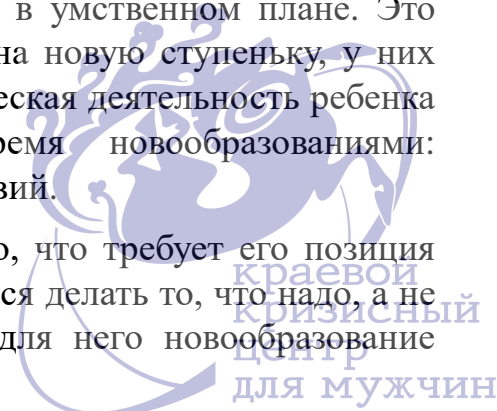 в умственном плане. Это
на новую ступеньку, у них
еская деятельность ребенка
ремя новообразованиями:
вий.
о, что требует его позиция
ся делать то, что надо, а не
для него новообразование
краевой
кризисный
центр
для мужчин